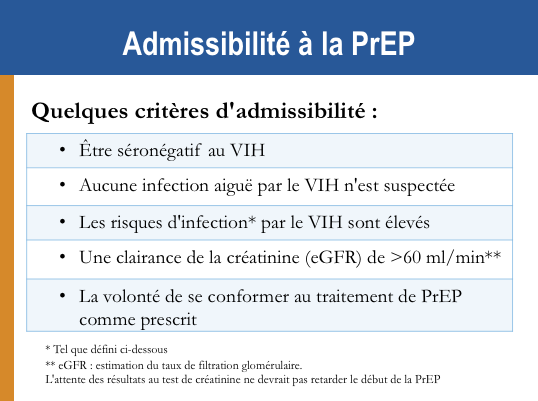 Admissibilité à la PrEP
Quelques critères d'admissibilité :
• Être séronégatif au VIH
• Aucune infection aiguë par le VIH n'est suspectée
• Les risques d'infection* par le VIH sont élevés
• Une clairance de la créatinine (eGFR) de >60 ml/min**
• La volonté de se conformer au traitement de PrEP
comme prescrit
* Tel que défini ci-dessous
** eGFR : estimation du taux de filtration glomérulaire.
L'attente des résultats au test de créatinine ne devrait pas retarder le début de la PrEP